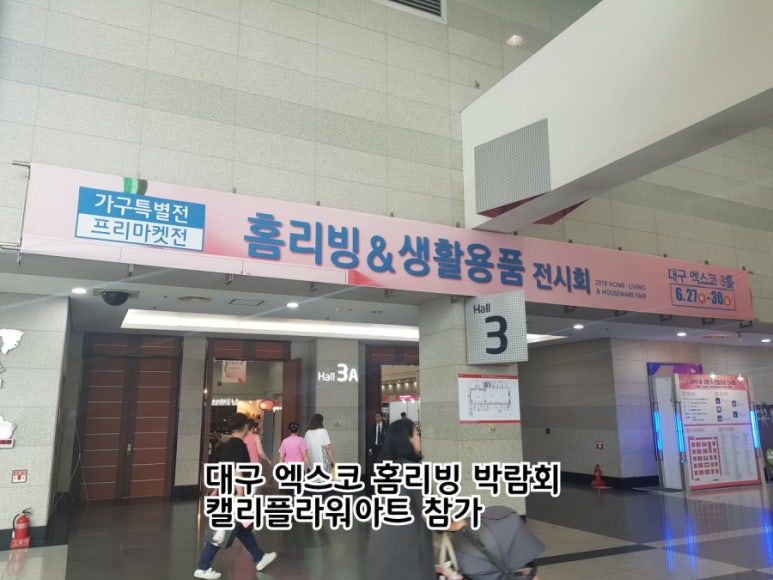 가구특별전
프리마켓전
홈리빙&생활용품 전시회
2019 HOME · LIVING
& HOUSEWARE FAIR
대구 엑스코 3홀
6.27(목)-30(일)
Hall
3
Hall 3A
대구 엑스코 홈리빙 박람회
캘리플라워아트 참가